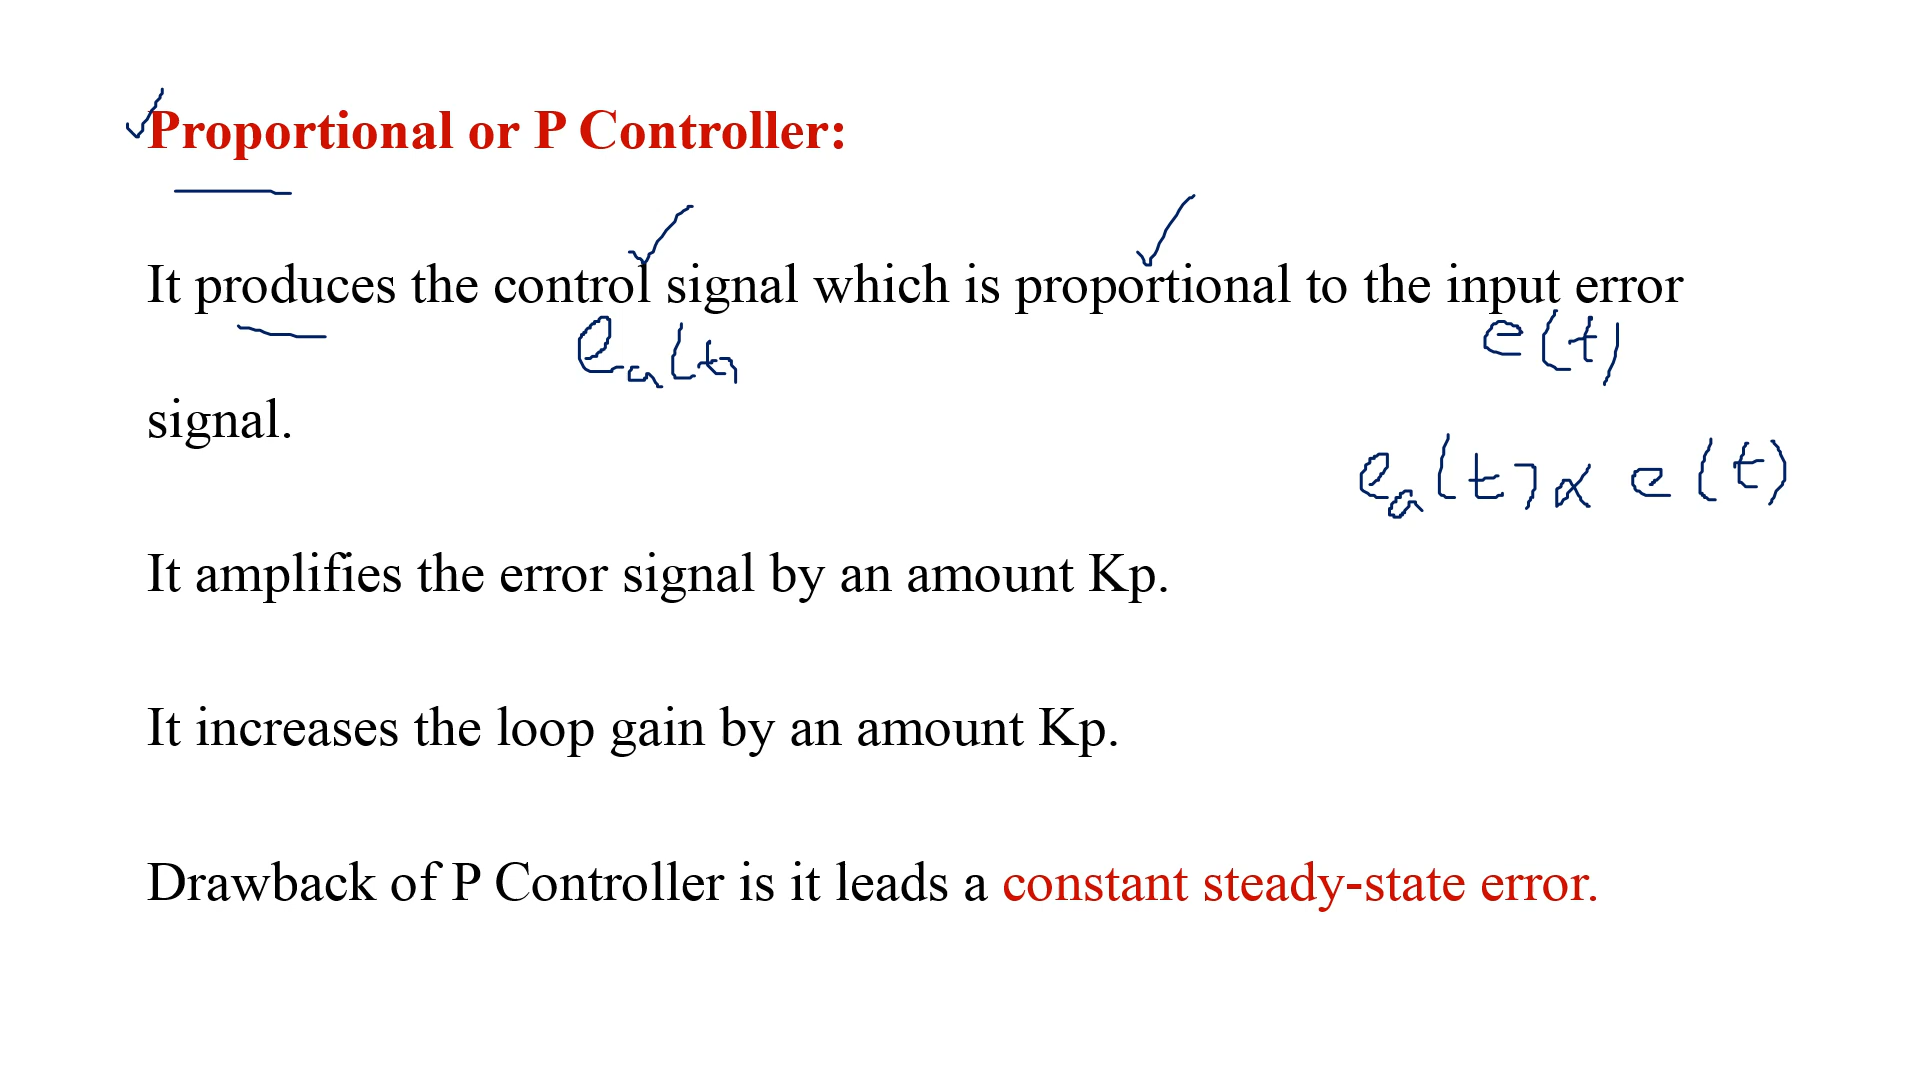 Proportional or P Controller:
It produces the control signal which is proportional to the input error
eₐ(t) e(t)
signal.
eₐ(t) ∝ e(t)
It amplifies the error signal by an amount Kp.
It increases the loop gain by an amount Kp.
Drawback of P Controller is it leads a constant steady-state error.